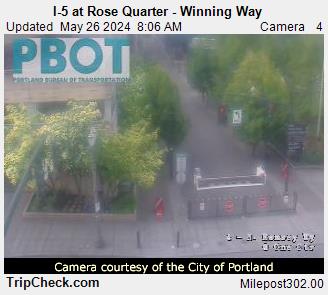 I-5 at Rose Quarter - Winning Way
Updated May 26 2024 8:06 AM Camera 4
PBOT
PORTLAND BUREAU OF TRANSPORTATION
Camera courtesy of the City of Portland
TripCheck.com Milepost302.00